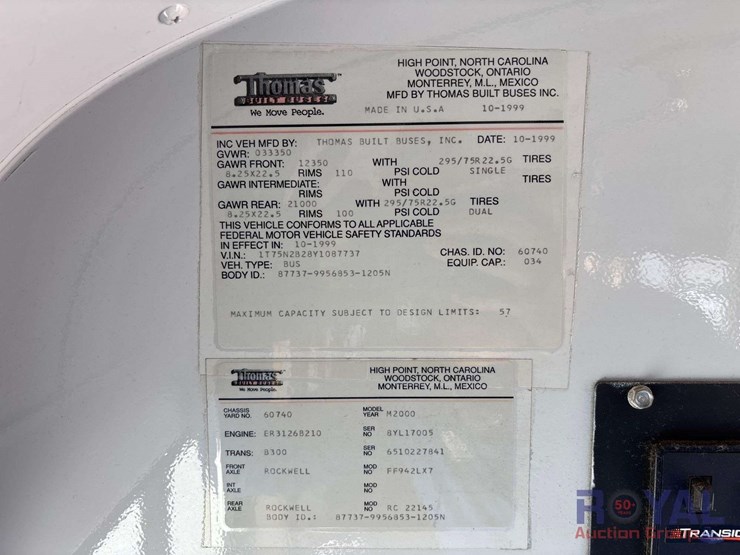 Thomas
BUILT BUSES
We Move People.
HIGH POINT, NORTH CAROLINA
WOODSTOCK, ONTARIO
MONTERREY, M.L., MEXICO
MFD BY THOMAS BUILT BUSES INC.
MADE IN U.S.A 10-1999
INC VEH MFD BY: THOMAS BUILT BUSES, INC. DATE: 10-1999
GVWR: 033350
GAWR FRONT: 12350 WITH 295/75R22.5G TIRES
8.25X22.5 RIMS 110 PSI COLD SINGLE
GAWR INTERMEDIATE: WITH TIRES
RIMS PSI COLD
GAWR REAR: 21000 WITH 295/75R22.5G TIRES
8.25X22.5 RIMS 100 PSI COLD DUAL
THIS VEHICLE CONFORMS TO ALL APPLICABLE
FEDERAL MOTOR VEHICLE SAFETY STANDARDS
IN EFFECT IN: 10-1999
V.I.N.: 1T75N2B28Y1087737 CHAS. ID. NO: 60740
VEH. TYPE: BUS EQUIP. CAP.: 034
BODY ID.: 87737-9956853-1205N
MAXIMUM CAPACITY SUBJECT TO DESIGN LIMITS: 57
Thomas
BUILT BUSES
We Move People.
HIGH POINT, NORTH CAROLINA
WOODSTOCK, ONTARIO
MONTERREY, M.L., MEXICO
CHASSIS YARD NO. 60740 MODEL YEAR M2000
ENGINE: ER3126B210 SER NO 8YL17005
TRANS: B300 SER NO 6510227841
FRONT AXLE ROCKWELL MOD NO FF942LX7
INT AXLE MOD NO
REAR AXLE ROCKWELL MOD NO RC 22145
BODY ID.: 87737-9956853-1205N
50+
ROYAL
Auction Group
TRANSIG